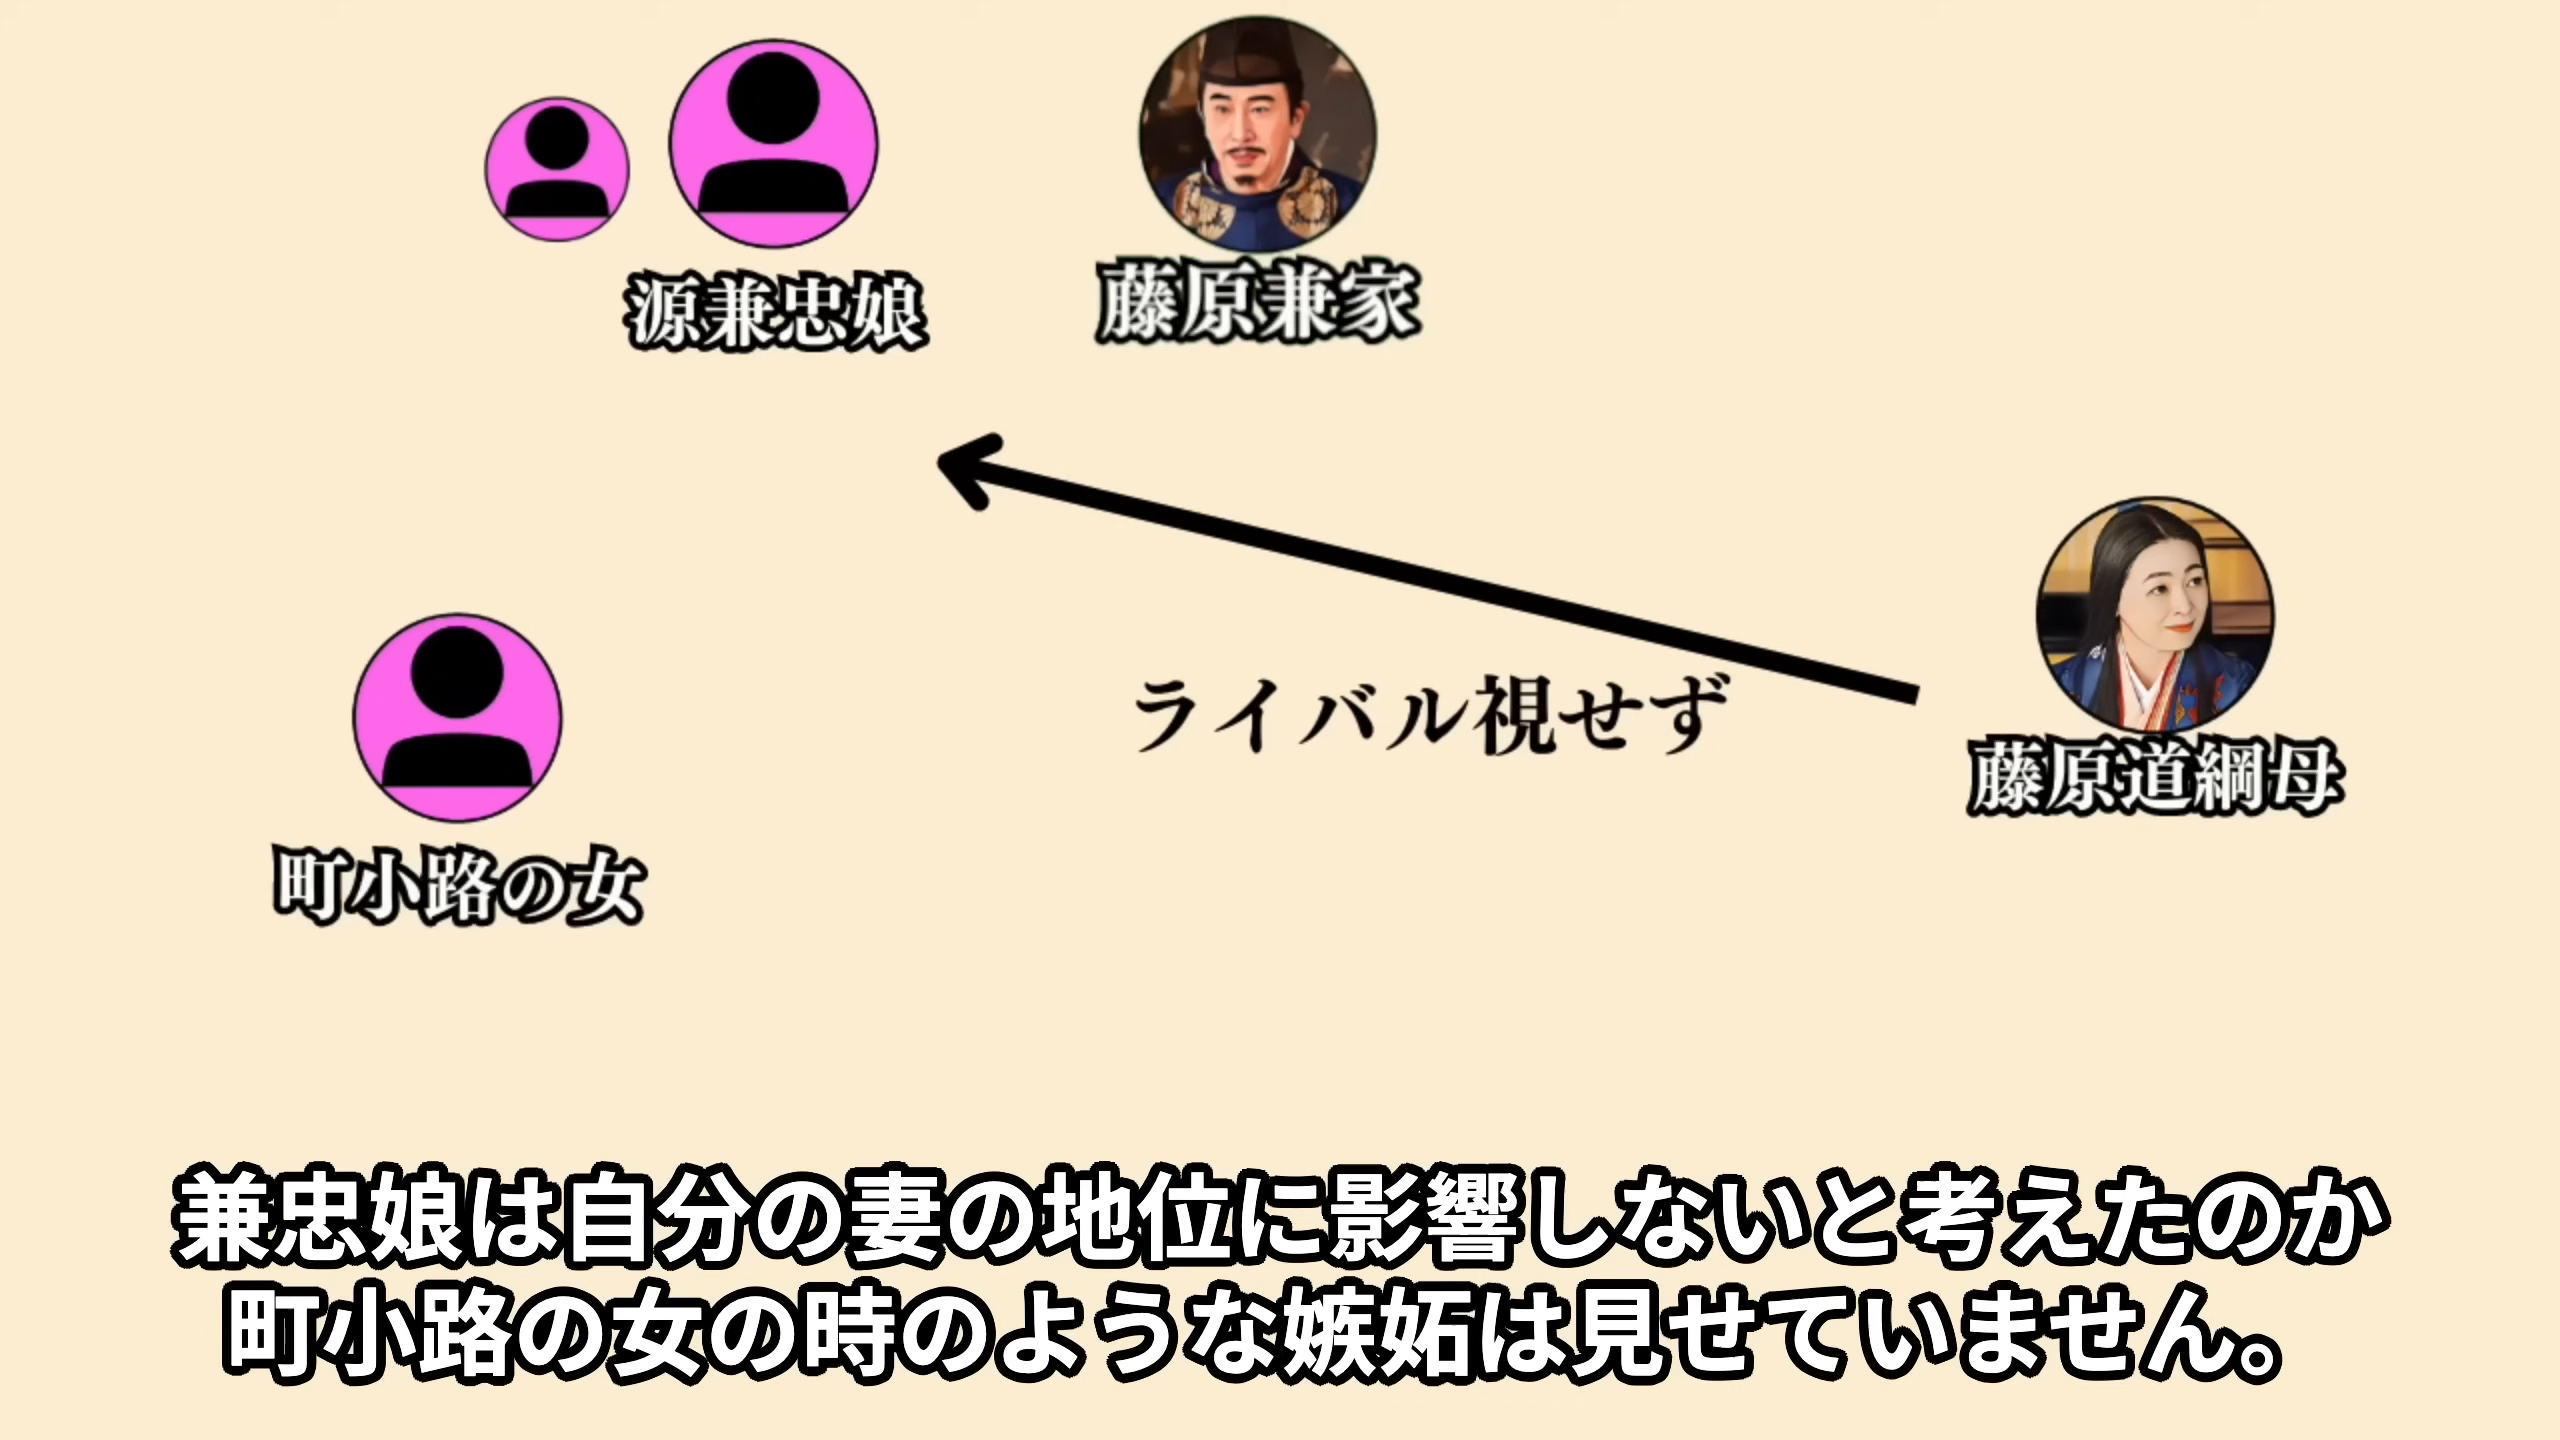 源兼忠娘
藤原兼家
ライバル視せず
藤原道綱母
町小路の女
兼忠娘は自分の妻の地位に影響しないと考えたのか
町小路の女の時のような嫉妬は見せていません。